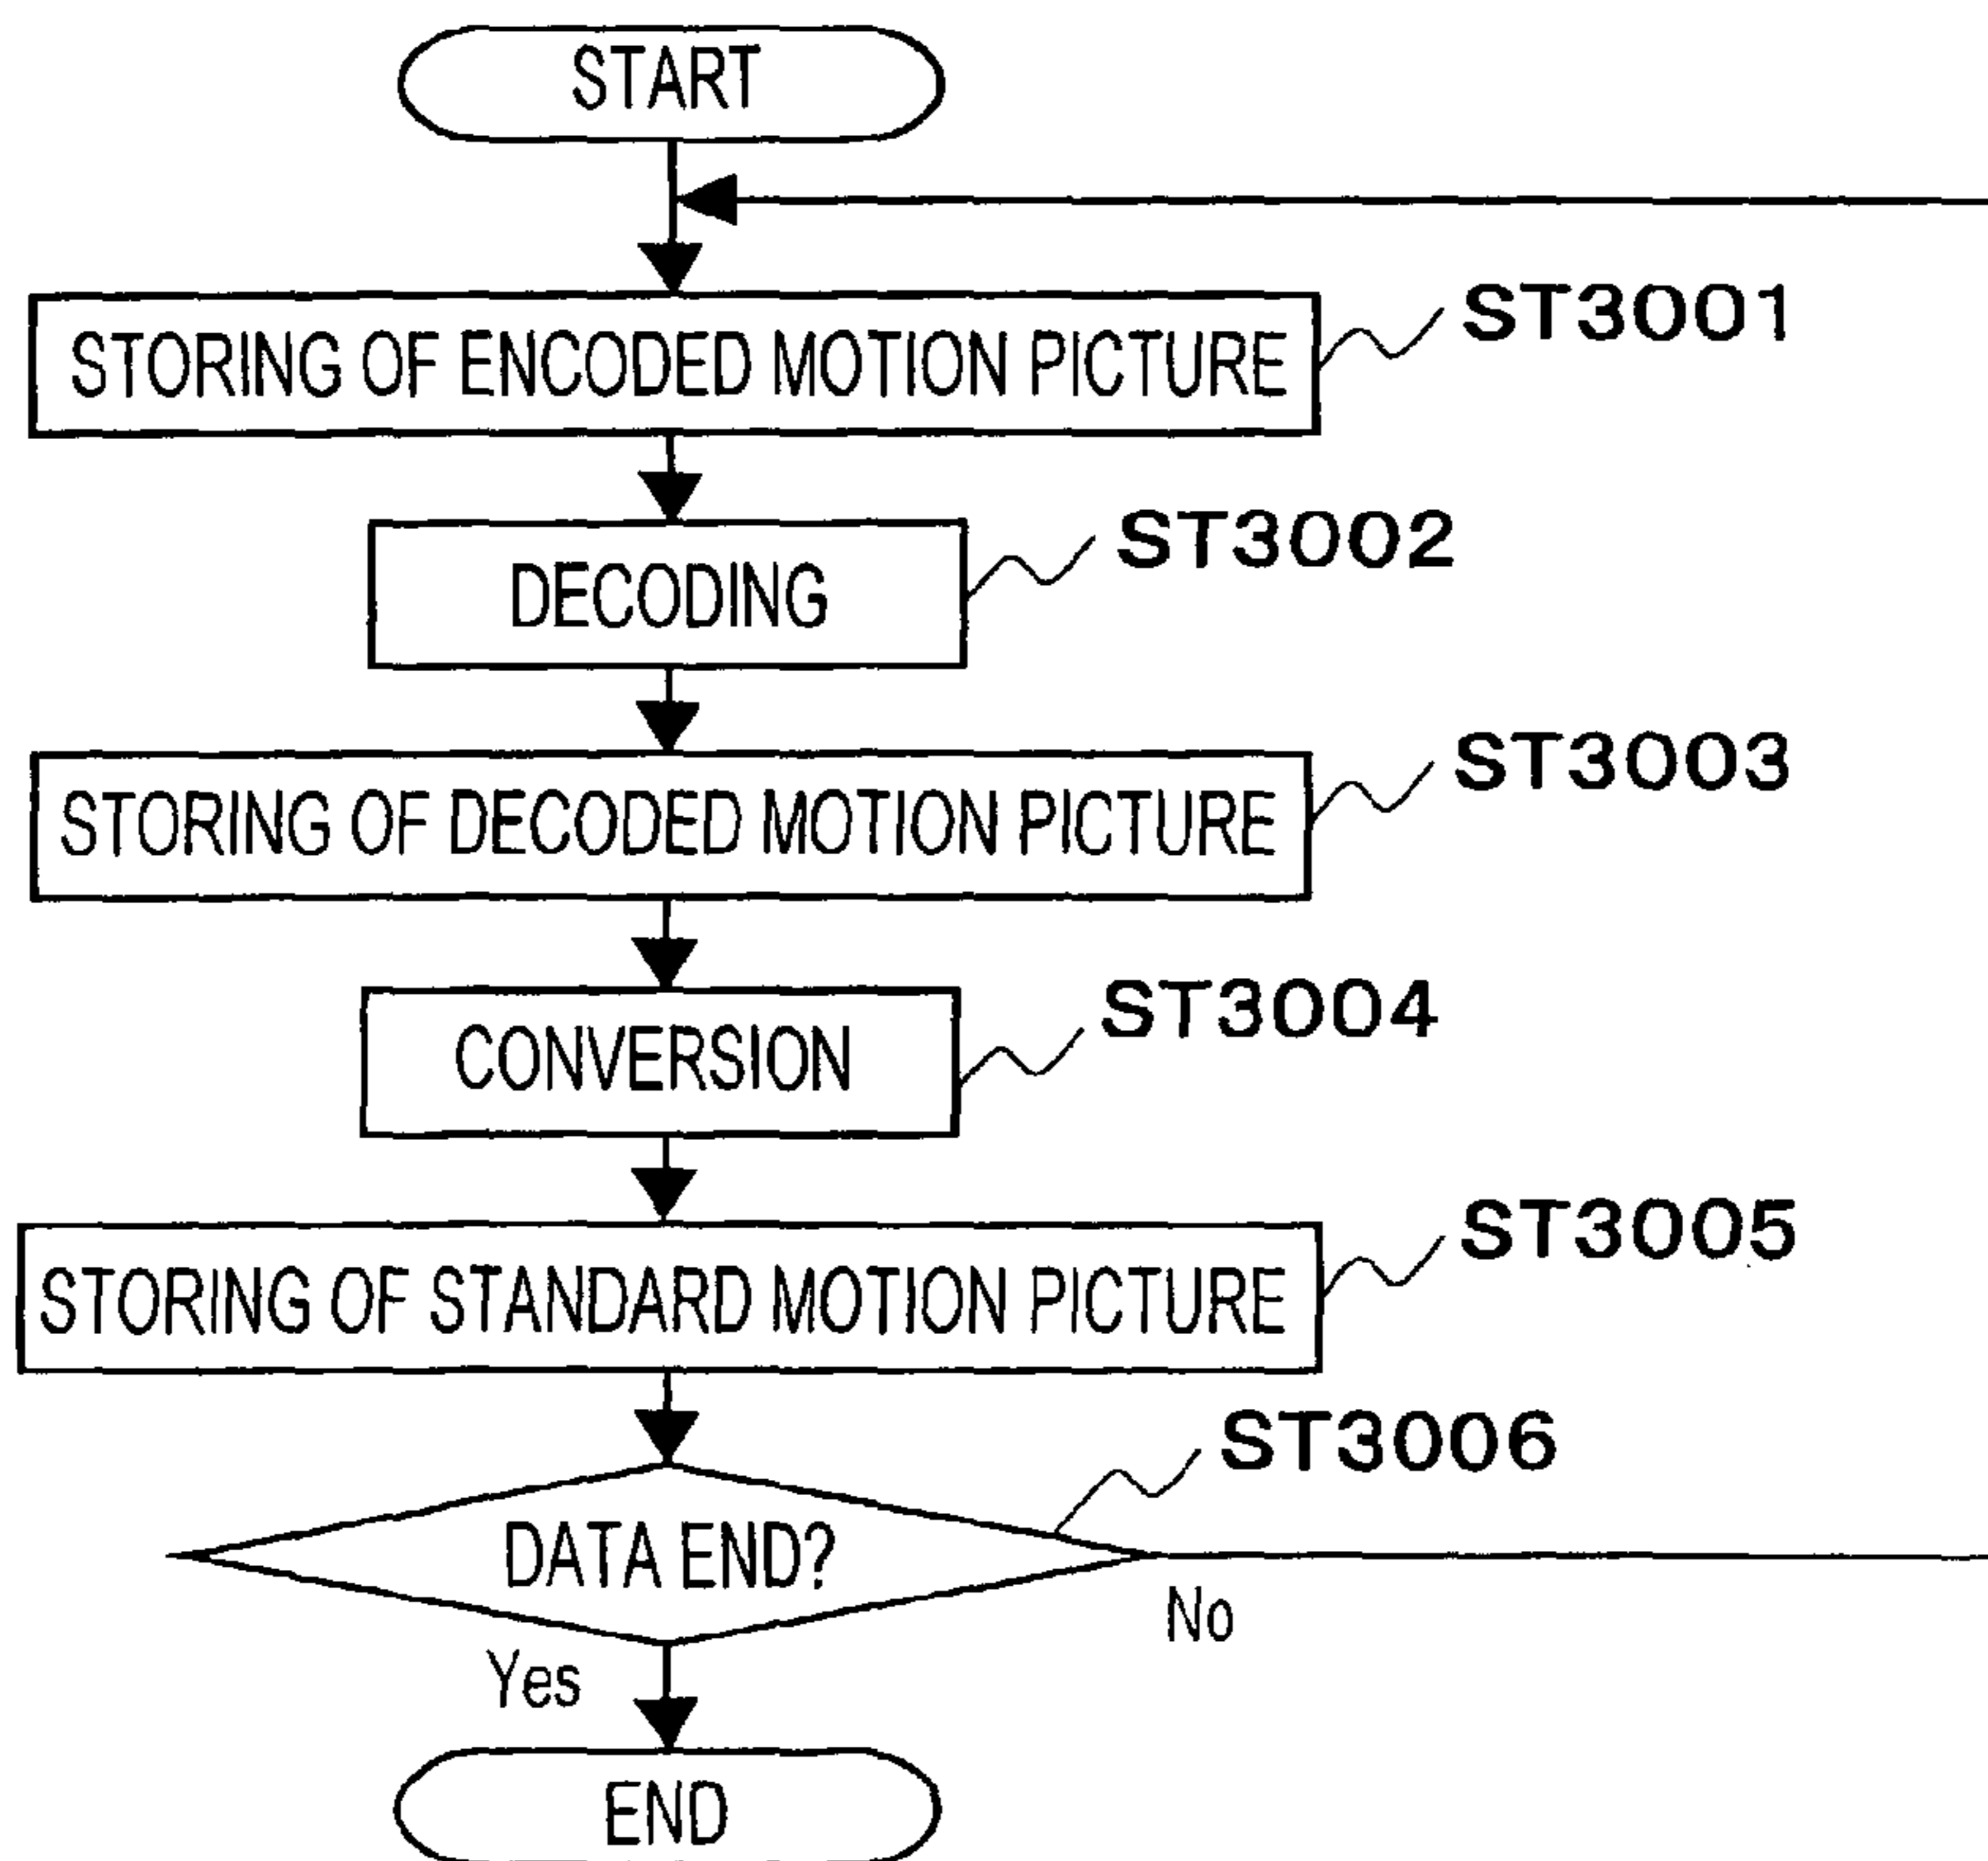 START
STORING OF ENCODED MOTION PICTURE
ST3001
DECODING
ST3002
STORING OF DECODED MOTION PICTURE
ST3003
CONVERSION
ST3004
STORING OF STANDARD MOTION PICTURE
ST3005
DATA END?
ST3006
No
Yes
END